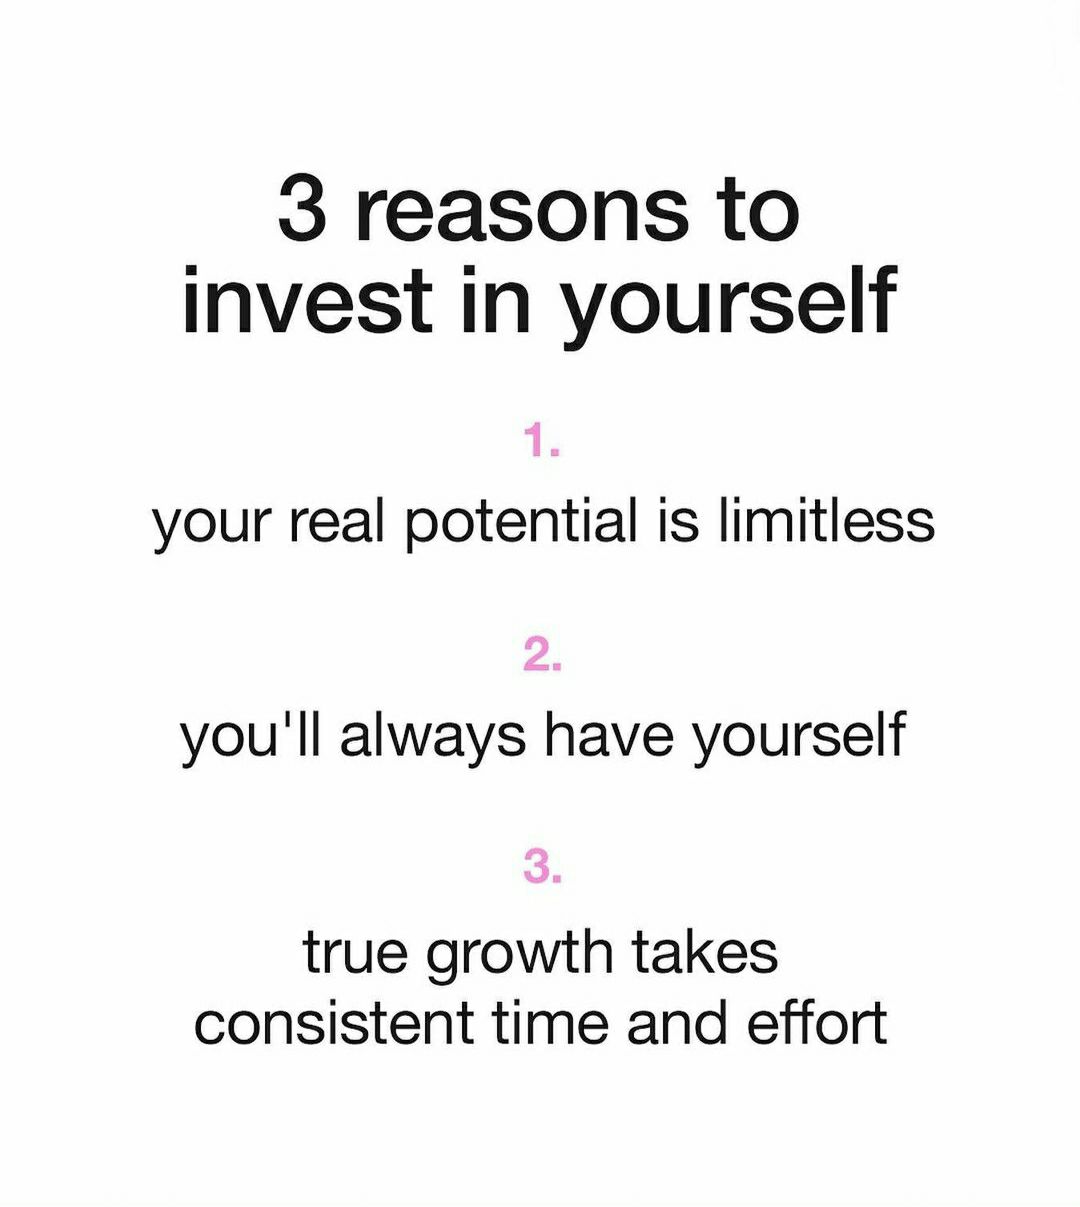 3 reasons to
invest in yourself
1.
your real potential is limitless
2.
you'll always have yourself
3.
true growth takes
consistent time and effort